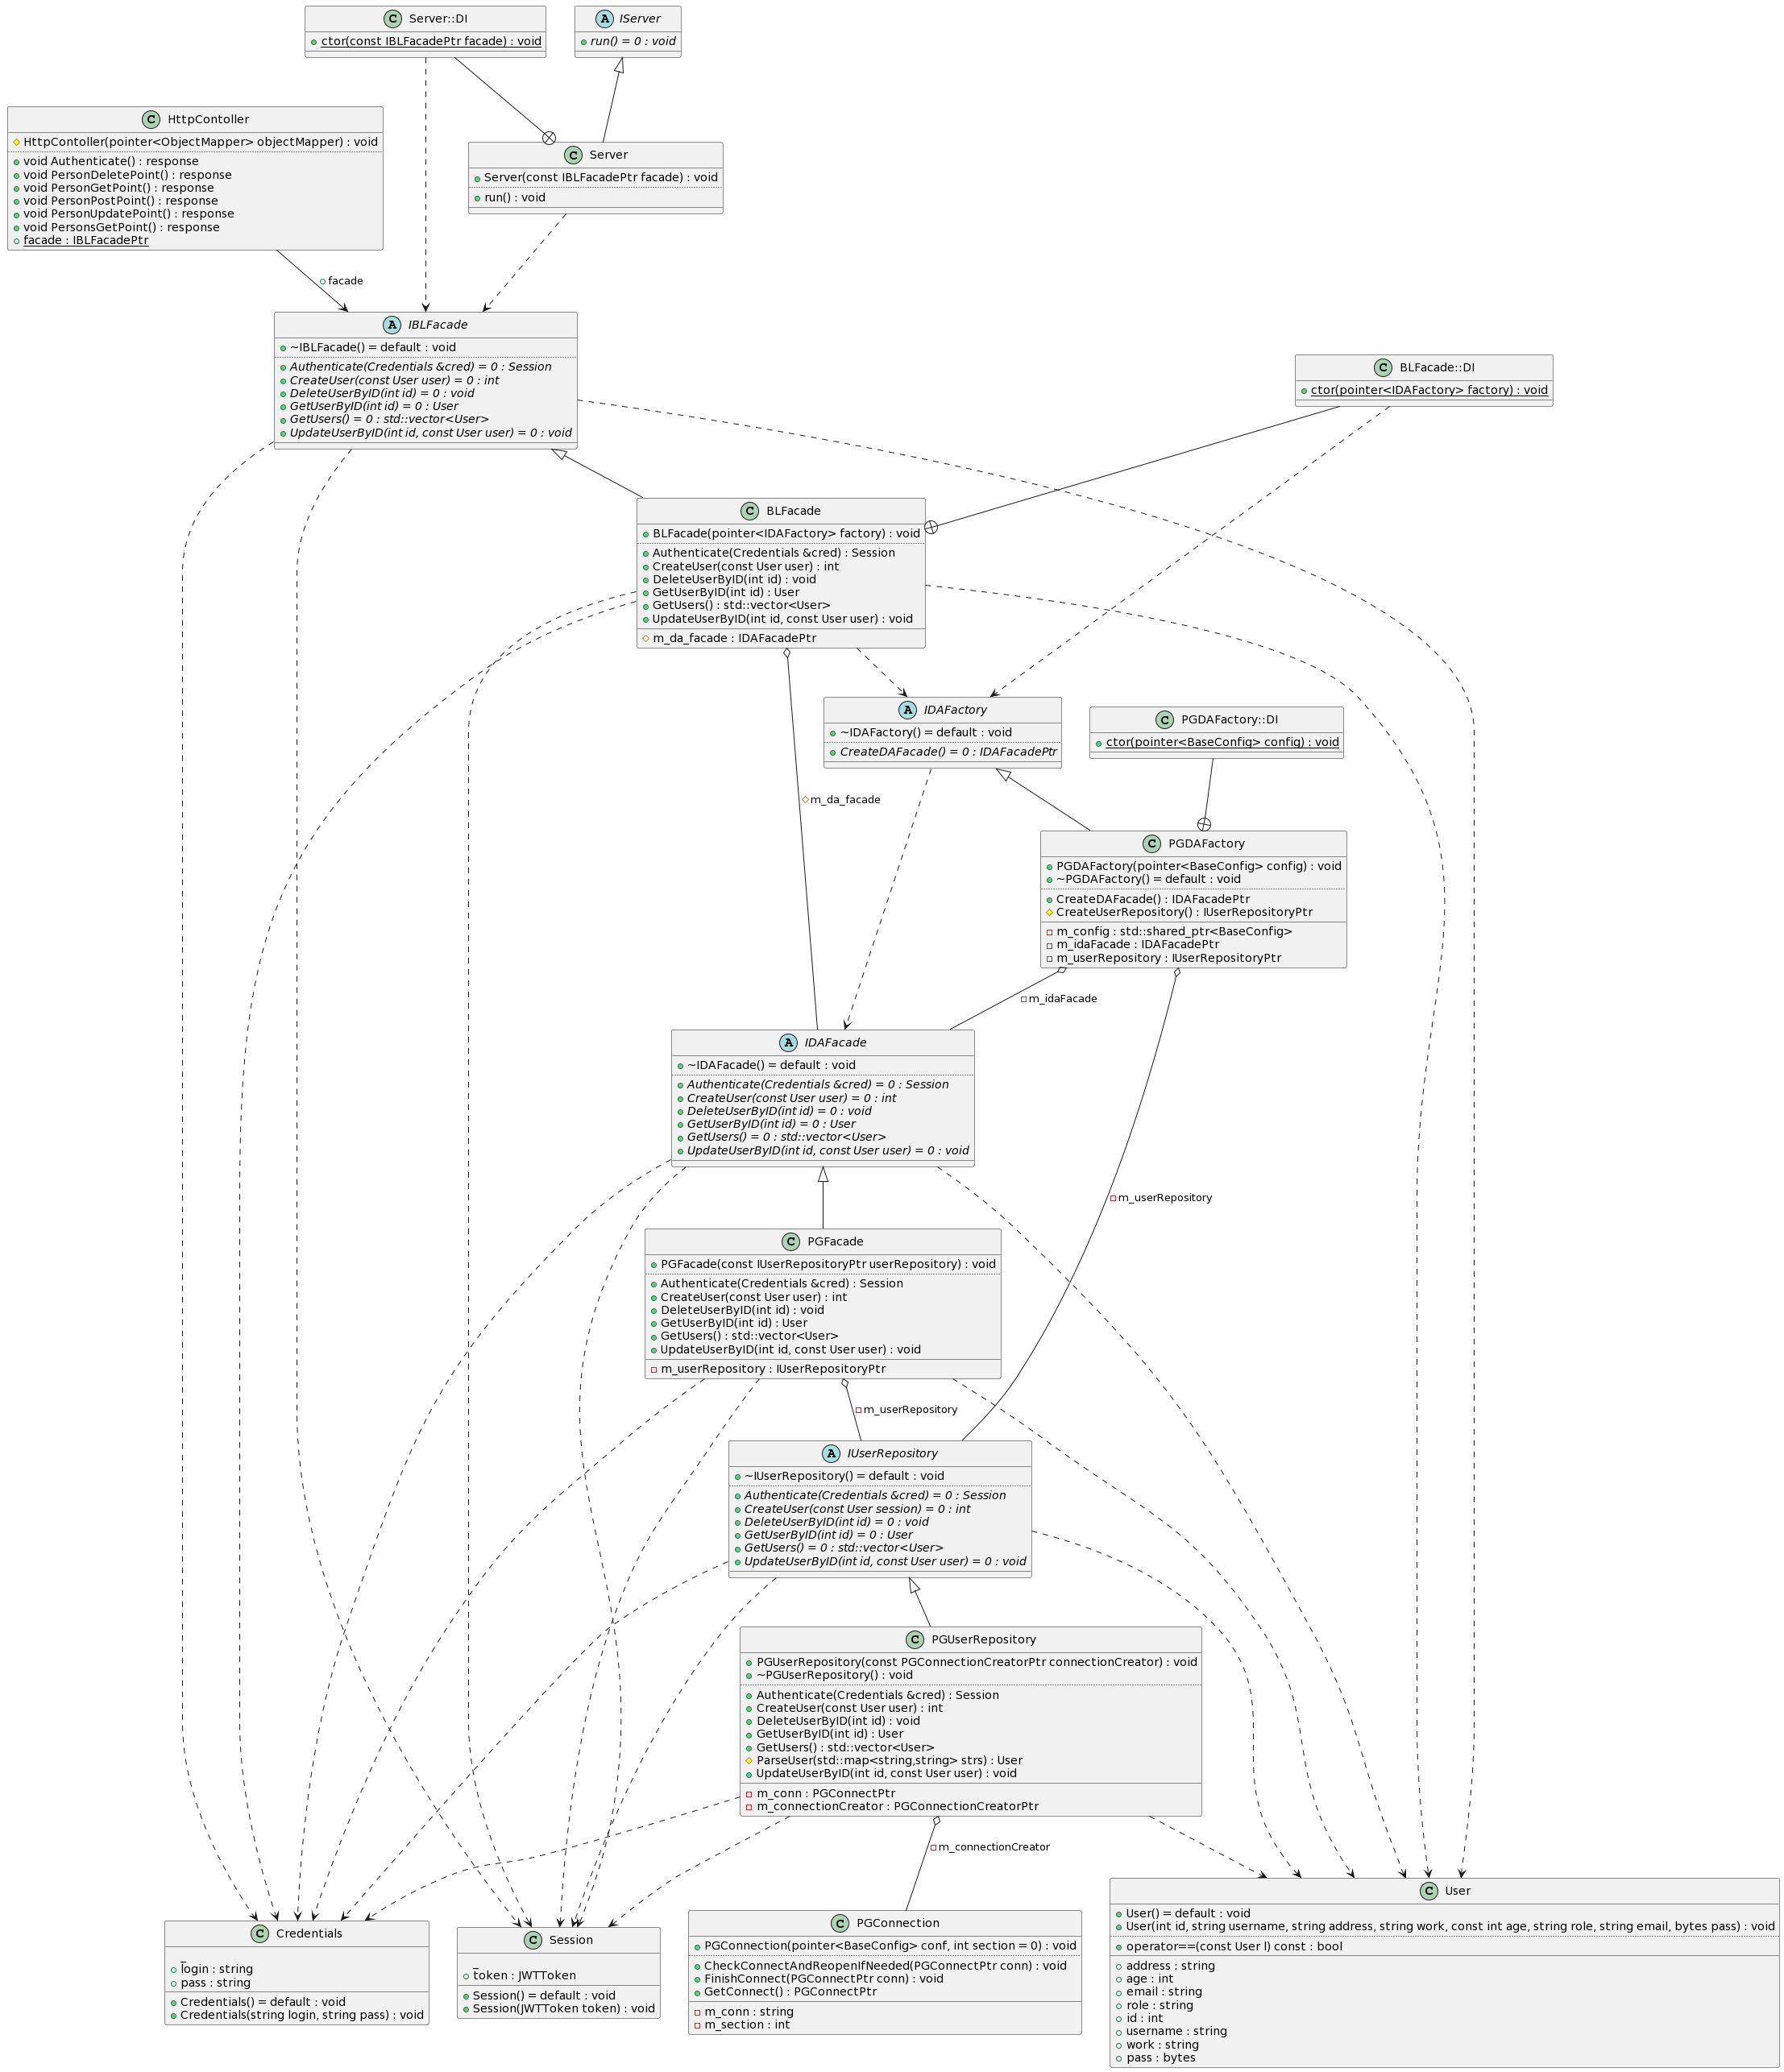 C Server::DI
ctor(const IBLFacadePtr facade) : void
A IServer
run() = 0 : void
C HttpContoller
HttpContoller(pointer<ObjectMapper> objectMapper) : void
void Authenticate() : response
void PersonDeletePoint() : response
void PersonGetPoint() : response
void PersonPostPoint() : response
void PersonUpdatePoint() : response
void PersonsGetPoint() : response
facade : IBLFacadePtr
C Server
Server(const IBLFacadePtr facade) : void
run() : void
facade
A IBLFacade
~IBLFacade() = default : void
Authenticate(Credentials &cred) = 0 : Session
CreateUser(const User user) = 0 : int
DeleteUserByID(int id) = 0 : void
GetUserByID(int id) = 0 : User
GetUsers() = 0 : std::vector<User>
UpdateUserByID(int id, const User user) = 0 : void
C BLFacade::DI
ctor(pointer<IDAFactory> factory) : void
C BLFacade
BLFacade(pointer<IDAFactory> factory) : void
Authenticate(Credentials &cred) : Session
CreateUser(const User user) : int
DeleteUserByID(int id) : void
GetUserByID(int id) : User
GetUsers() : std::vector<User>
UpdateUserByID(int id, const User user) : void
m_da_facade : IDAFacadePtr
A IDAFactory
~IDAFactory() = default : void
CreateDAFacade() = 0 : IDAFacadePtr
C PGDAFactory::DI
ctor(pointer<BaseConfig> config) : void
m_da_facade
C PGDAFactory
PGDAFactory(pointer<BaseConfig> config) : void
~PGDAFactory() = default : void
CreateDAFacade() : IDAFacadePtr
CreateUserRepository() : IUserRepositoryPtr
m_config : std::shared_ptr<BaseConfig>
m_idaFacade : IDAFacadePtr
m_userRepository : IUserRepositoryPtr
m_idaFacade
A IDAFacade
~IDAFacade() = default : void
Authenticate(Credentials &cred) = 0 : Session
CreateUser(const User user) = 0 : int
DeleteUserByID(int id) = 0 : void
GetUserByID(int id) = 0 : User
GetUsers() = 0 : std::vector<User>
UpdateUserByID(int id, const User user) = 0 : void
m_userRepository
C PGFacade
PGFacade(const IUserRepositoryPtr userRepository) : void
Authenticate(Credentials &cred) : Session
CreateUser(const User user) : int
DeleteUserByID(int id) : void
GetUserByID(int id) : User
GetUsers() : std::vector<User>
UpdateUserByID(int id, const User user) : void
m_userRepository : IUserRepositoryPtr
m_userRepository
A IUserRepository
~IUserRepository() = default : void
Authenticate(Credentials &cred) = 0 : Session
CreateUser(const User session) = 0 : int
DeleteUserByID(int id) = 0 : void
GetUserByID(int id) = 0 : User
GetUsers() = 0 : std::vector<User>
UpdateUserByID(int id, const User user) = 0 : void
C PGUserRepository
PGUserRepository(const PGConnectionCreatorPtr connectionCreator) : void
~PGUserRepository() : void
Authenticate(Credentials &cred) : Session
CreateUser(const User user) : int
DeleteUserByID(int id) : void
GetUserByID(int id) : User
GetUsers() : std::vector<User>
ParseUser(std::map<string,string> strs) : User
UpdateUserByID(int id, const User user) : void
m_conn : PGConnectPtr
m_connectionCreator : PGConnectionCreatorPtr
m_connectionCreator
C Credentials
_
login : string
pass : string
Credentials() = default : void
Credentials(string login, string pass) : void
C Session
_
token : JWTToken
Session() = default : void
Session(JWTToken token) : void
C PGConnection
PGConnection(pointer<BaseConfig> conf, int section = 0) : void
CheckConnectAndReopenIfNeeded(PGConnectPtr conn) : void
FinishConnect(PGConnectPtr conn) : void
GetConnect() : PGConnectPtr
m_conn : string
m_section : int
C User
User() = default : void
User(int id, string username, string address, string work, const int age, string role, string email, bytes pass) : void
operator==(const User l) const : bool
address : string
age : int
email : string
role : string
id : int
username : string
work : string
pass : bytes